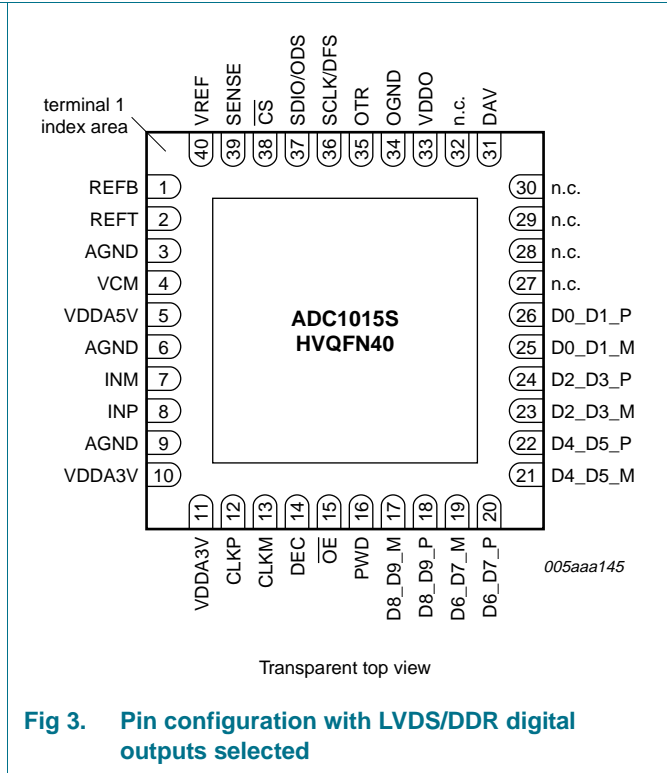 terminal 1
index area
VREF
SENSE
CS
SDIO/ODS
SCLK/DFS
OTR
OGND
VDDO
n.c.
DAV
40
39
38
37
36
35
34
33
32
31
REFB 1
REFT 2
AGND 3
VCM 4
VDDA5V 5
AGND 6
INM 7
INP 8
AGND 9
VDDA3V 10
ADC1015S
HVQFN40
30 n.c.
29 n.c.
28 n.c.
27 n.c.
26 D0_D1_P
25 D0_D1_M
24 D2_D3_P
23 D2_D3_M
22 D4_D5_P
21 D4_D5_M
11
12
13
14
15
16
17
18
19
20
VDDA3V
CLKP
CLKM
DEC
OE
PWD
D8_D9_M
D8_D9_P
D6_D7_M
D6_D7_P
005aaa145
Transparent top view
Fig 3. Pin configuration with LVDS/DDR digital
outputs selected